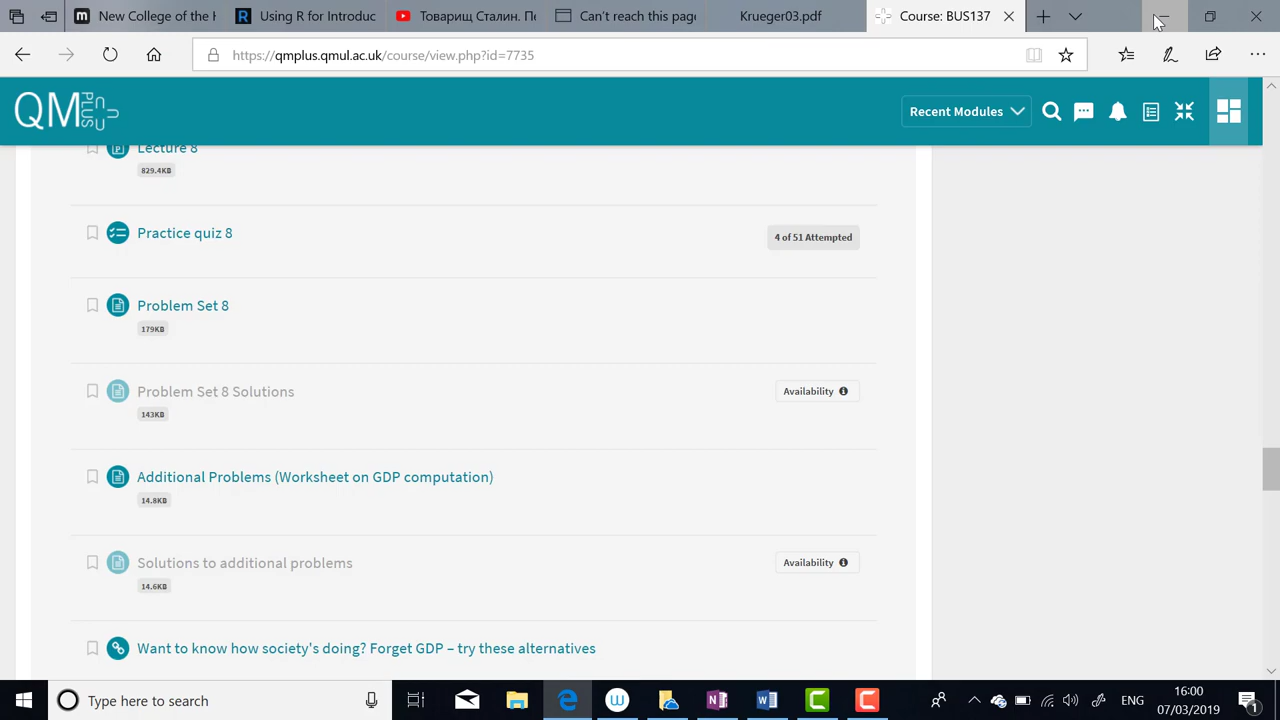 New College of the H
Using R for Introduc
Товарищ Сталин. По
Can't reach this page
Krueger03.pdf
Course: BUS137
https://qmplus.qmul.ac.uk/course/view.php?id=7735
QM PLUS
Recent Modules
Lecture 8
829.4KB
Practice quiz 8
4 of 51 Attempted
Problem Set 8
179KB
Problem Set 8 Solutions
Availability
143KB
Additional Problems (Worksheet on GDP computation)
14.8KB
Solutions to additional problems
Availability
14.6KB
Want to know how society's doing? Forget GDP – try these alternatives
Type here to search
ENG
16:00
07/03/2019
1